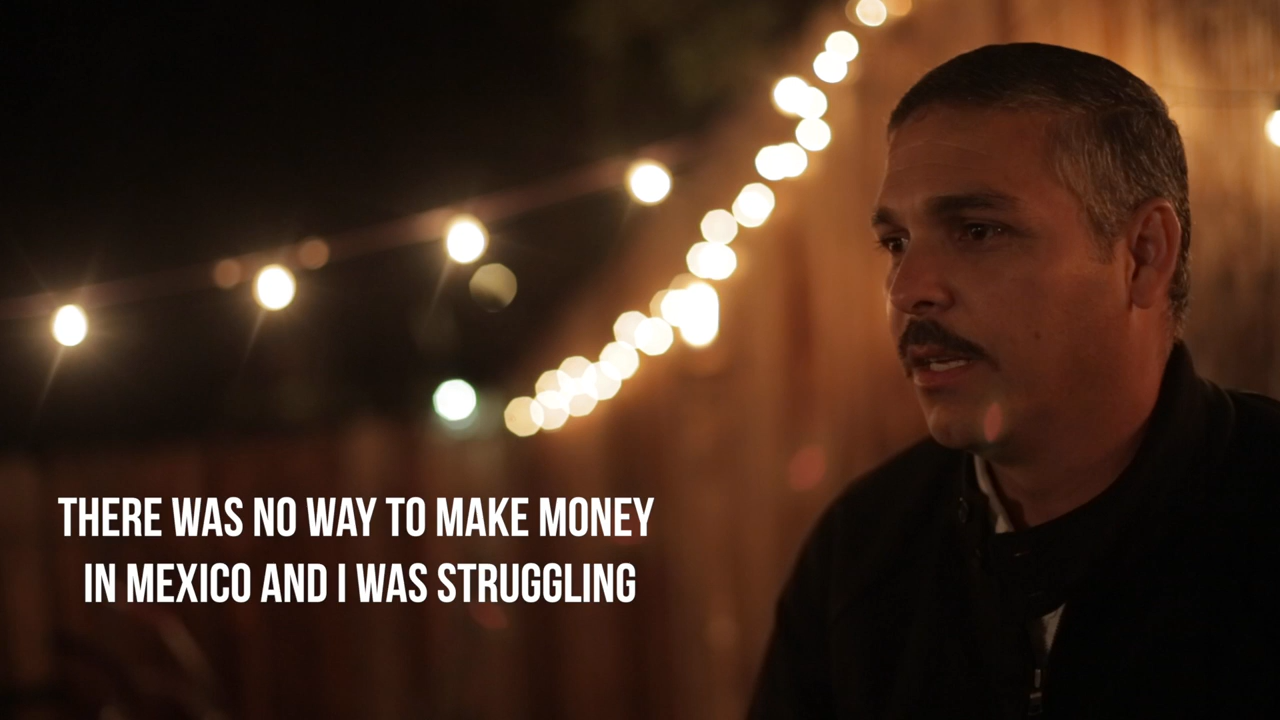 THERE WAS NO WAY TO MAKE MONEY
IN MEXICO AND I WAS STRUGGLING